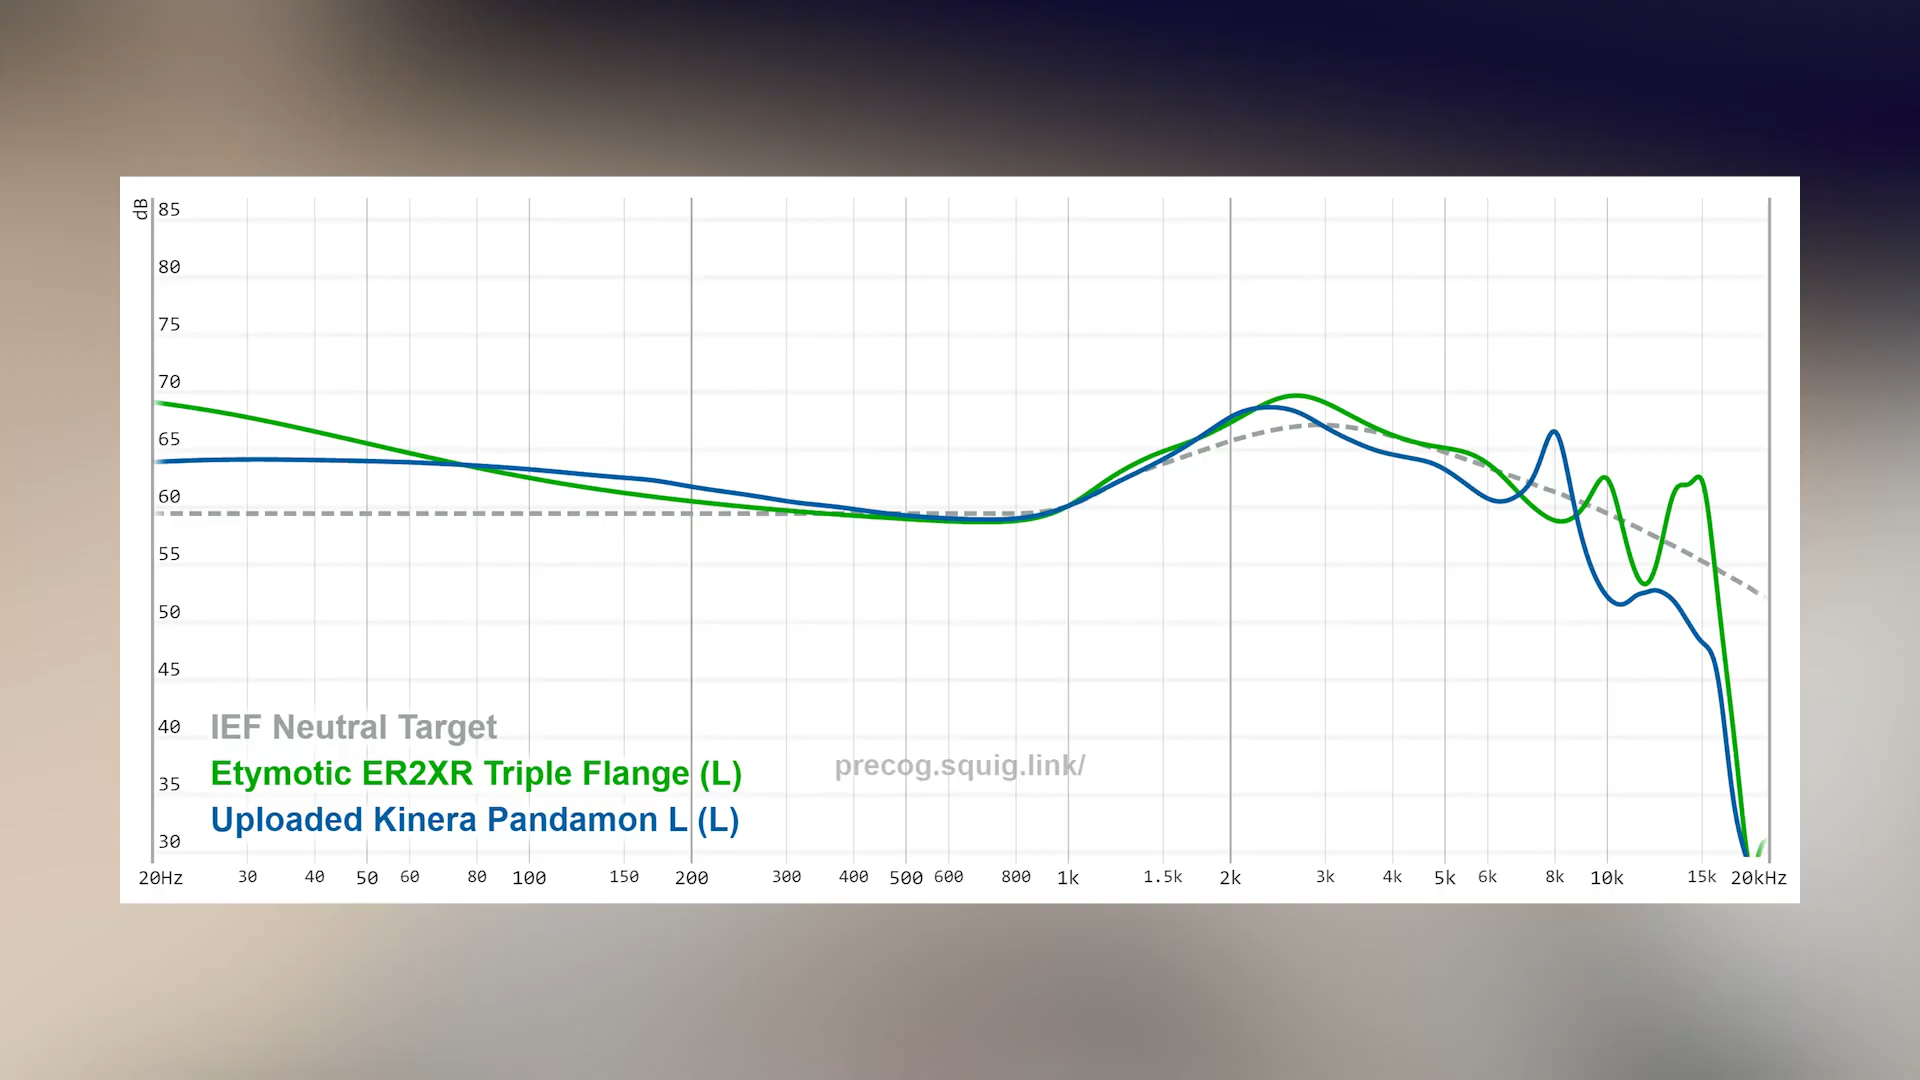 dB
85
80
75
70
65
60
55
50
45
40
35
30
IEF Neutral Target
Etymotic ER2XR Triple Flange (L)
Uploaded Kinera Pandamon L (L)
precog.squig.link/
20Hz 30 40 50 60 80 100 150 200 300 400 500 600 800 1k 1.5k 2k 3k 4k 5k 6k 8k 10k 15k 20kHz